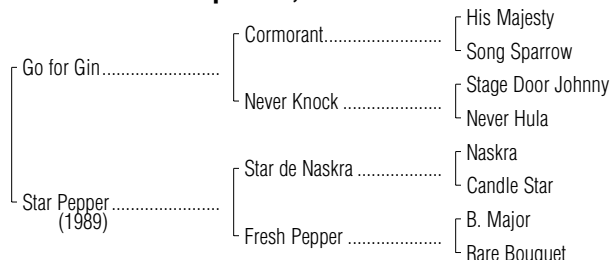 Go for Gin
Star Pepper
(1989)
Cormorant
Never Knock
Star de Naskra
Fresh Pepper
His Majesty
Song Sparrow
Stage Door Johnny
Never Hula
Naskra
Candle Star
B. Major
Rare Bouquet